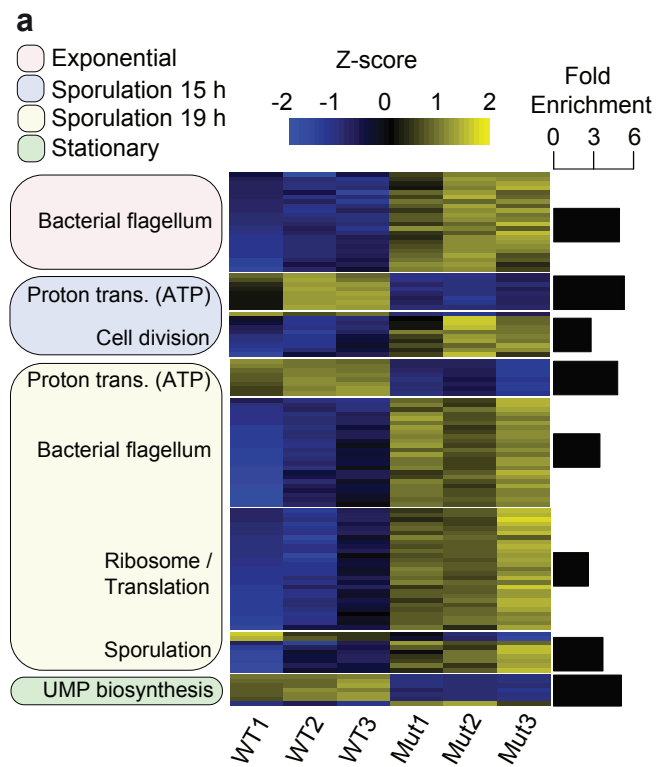 a
Exponential
Sporulation 15 h
Sporulation 19 h
Stationary
Z-score
-2 -1 0 1 2
Fold
Enrichment
0 3 6
Bacterial flagellum
Proton trans. (ATP)
Cell division
Proton trans. (ATP)
Bacterial flagellum
Ribosome /
Translation
Sporulation
UMP biosynthesis
WT1 WT2 WT3 Mut1 Mut2 Mut3